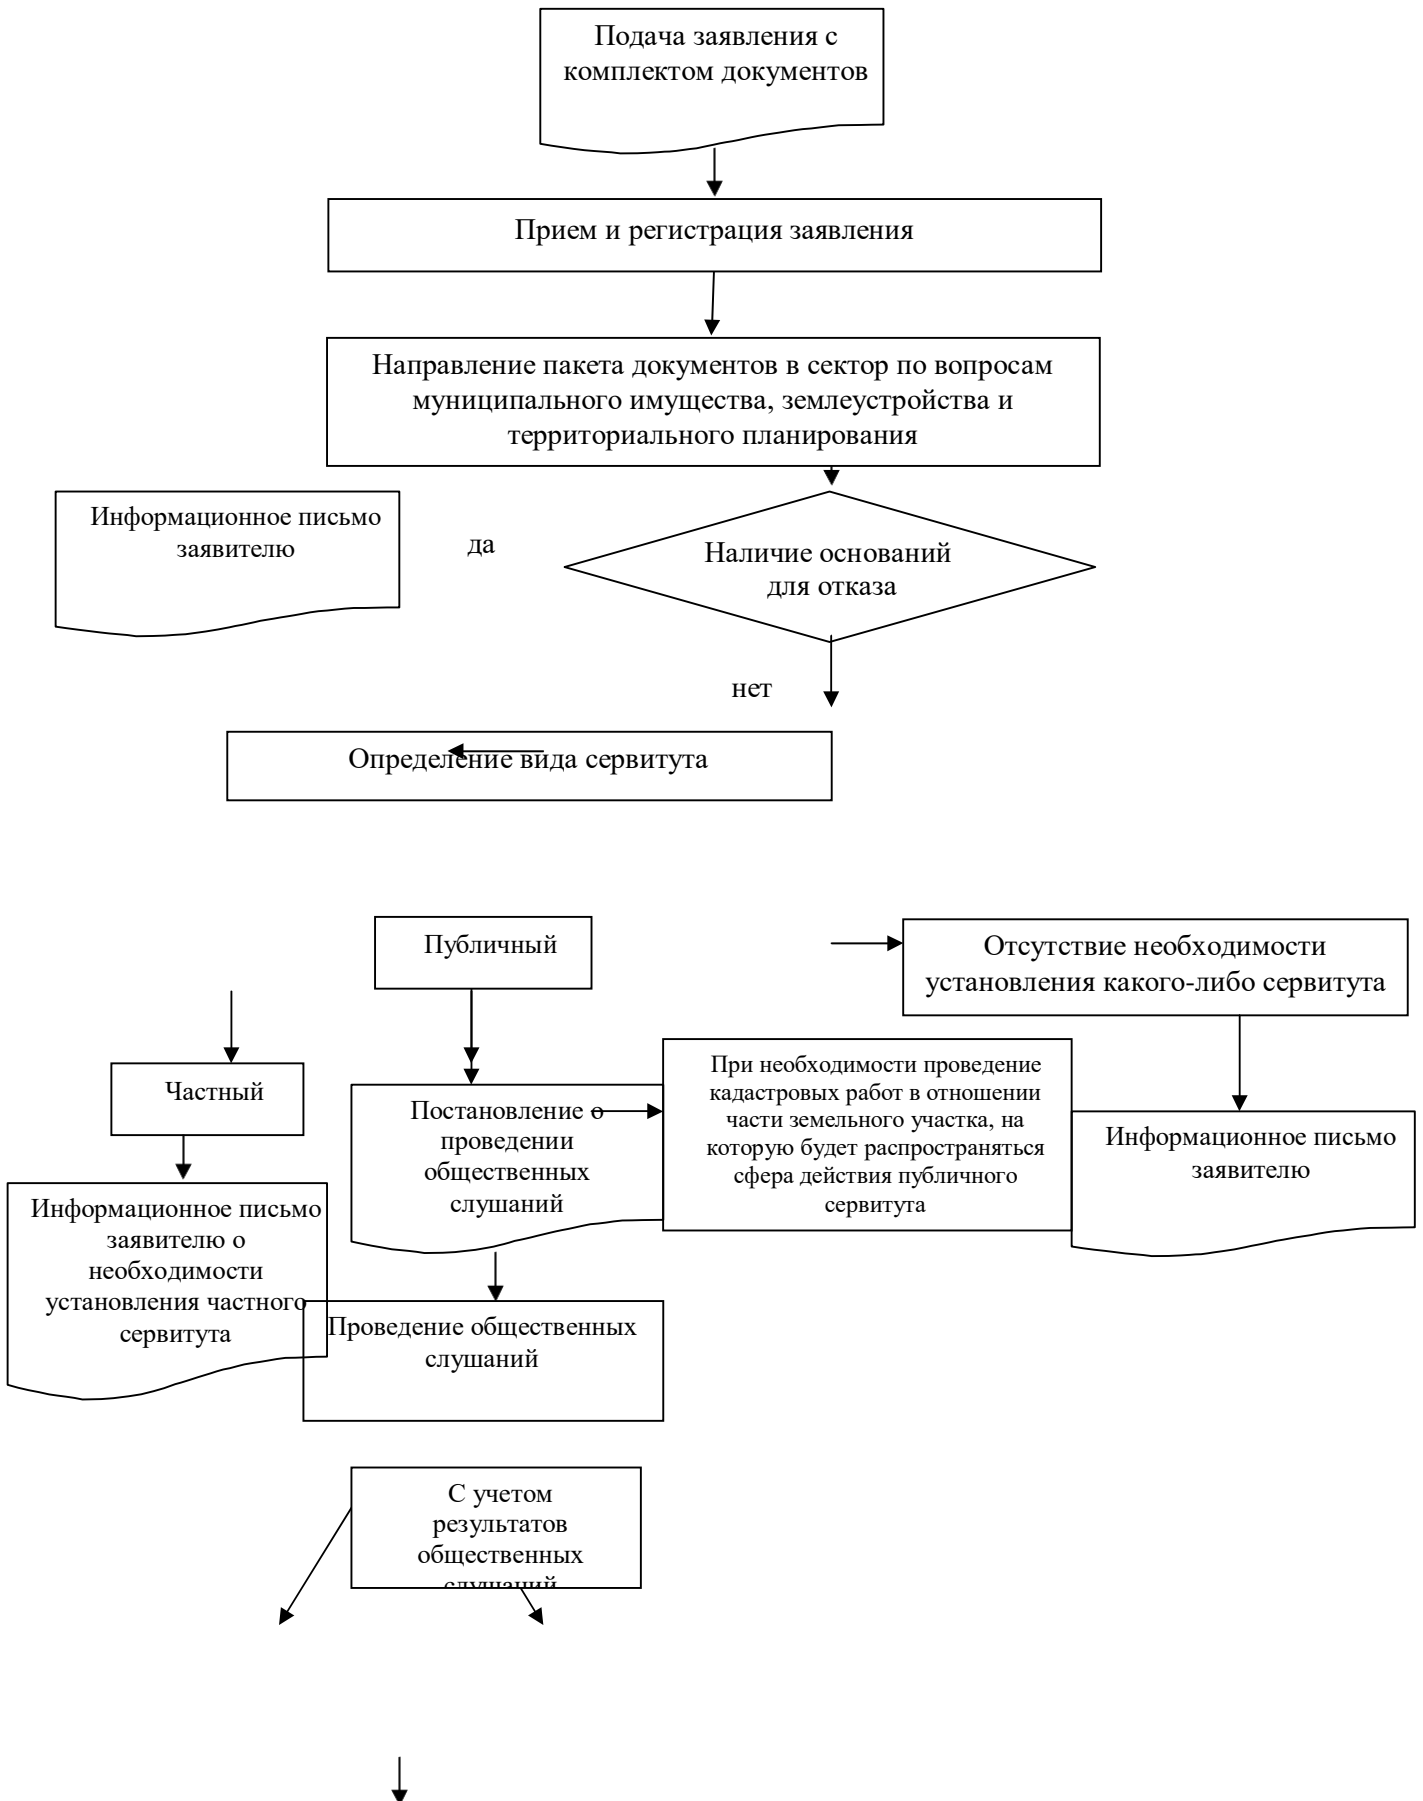 Подача заявления с
комплектом документов
Прием и регистрация заявления
Направление пакета документов в сектор по вопросам
муниципального имущества, землеустройства и
территориального планирования
Информационное письмо
заявителю
да
Наличие оснований
для отказа
нет
Определение вида сервитута
Публичный
Отсутствие необходимости
установления какого-либо сервитута
Частный
Постановление о
проведении
общественных
слушаний
При необходимости проведение
кадастровых работ в отношении
части земельного участка, на
которую будет распространяться
сфера действия публичного
сервитута
Информационное письмо
заявителю
Информационное письмо
заявителю о
необходимости
установления частного
сервитута
Проведение общественных
слушаний
С учетом
результатов
общественных
слушаний